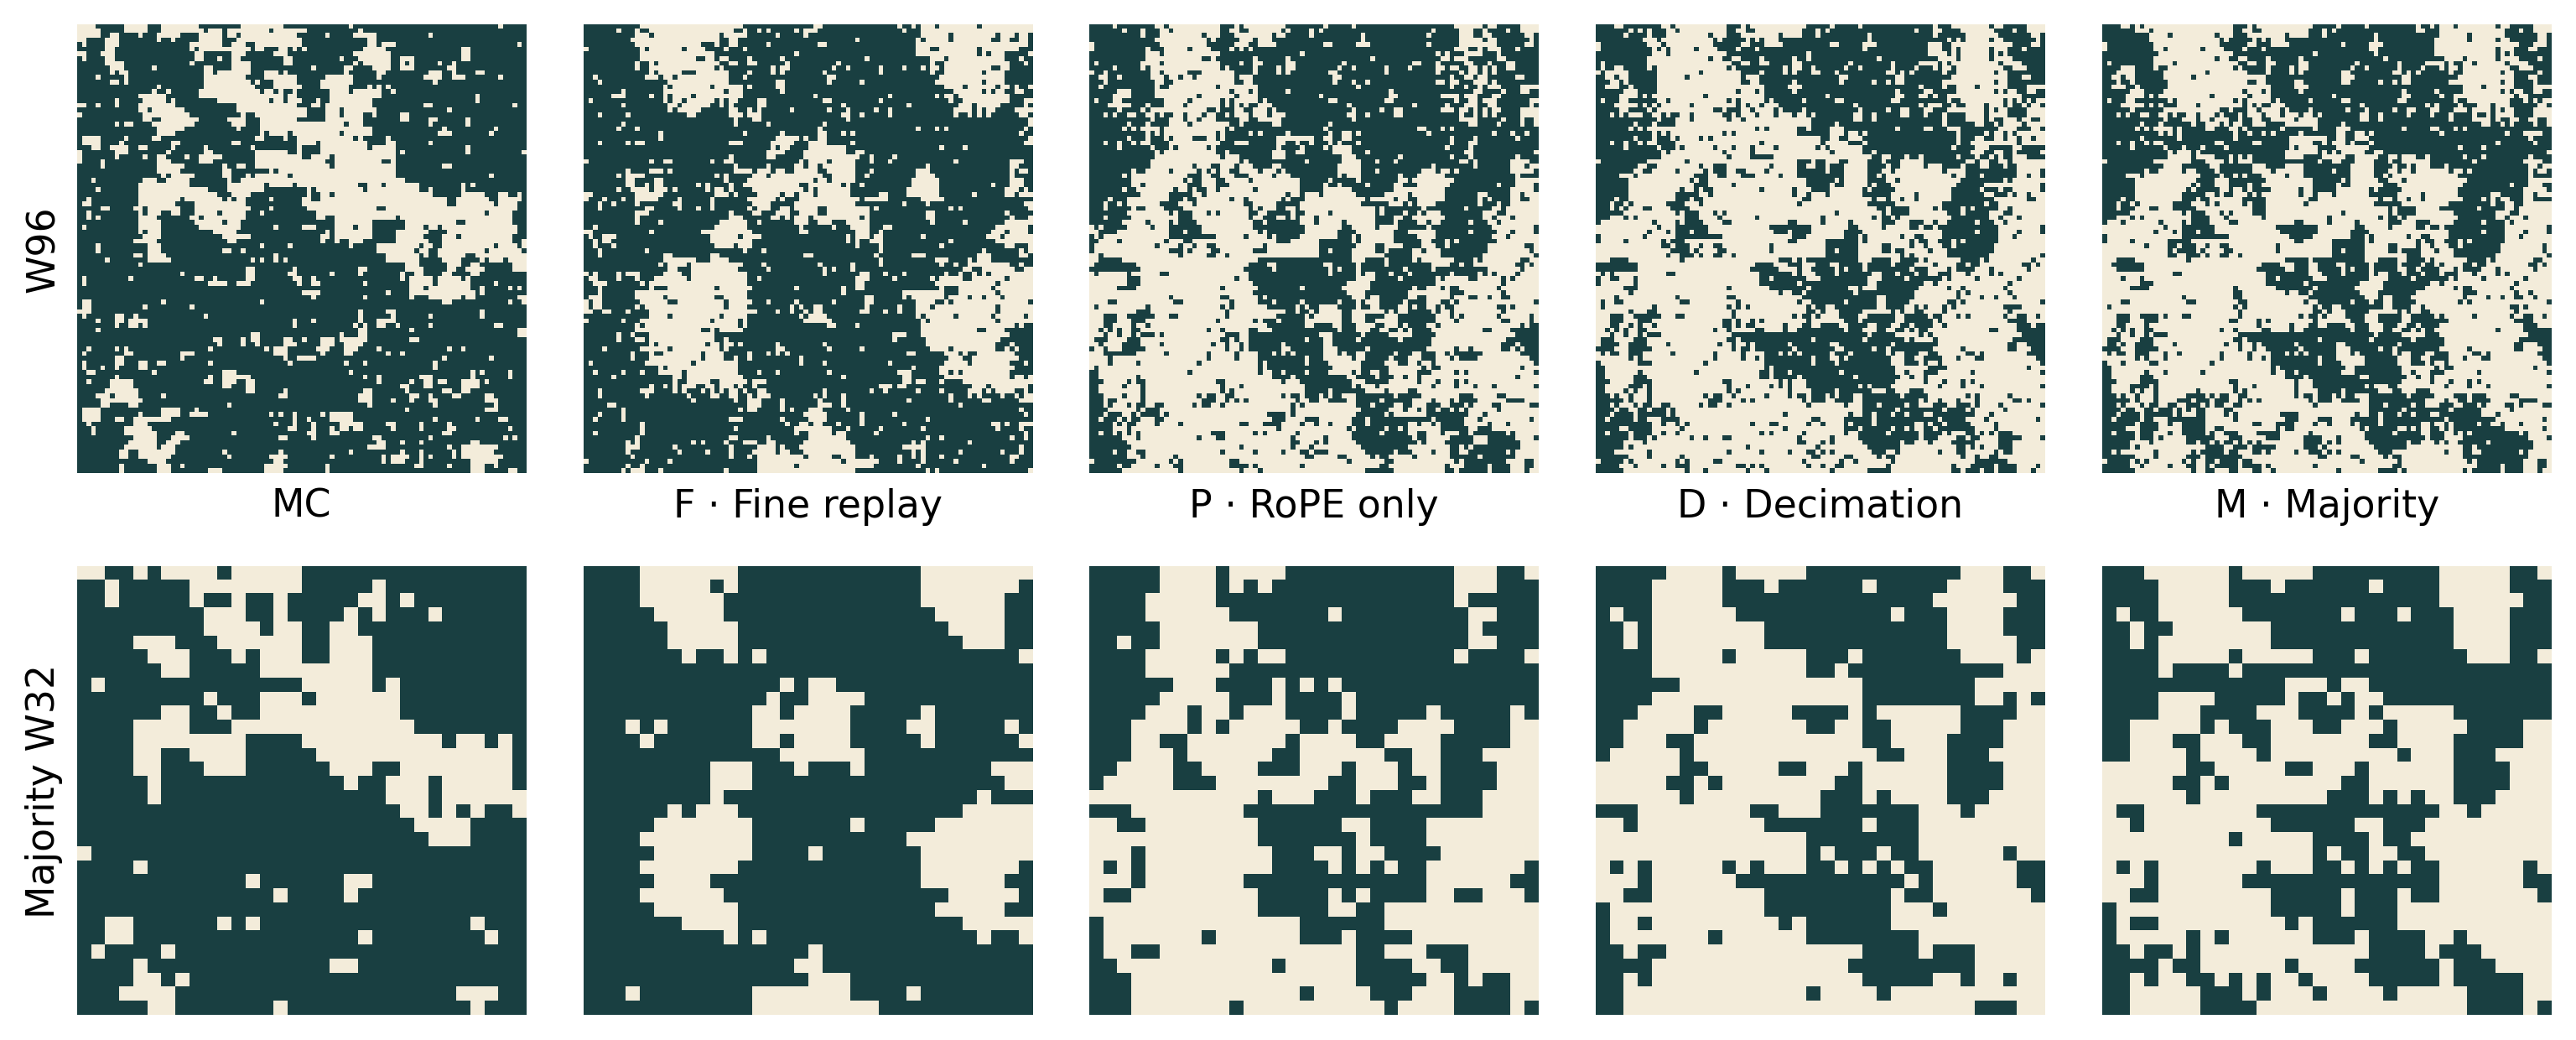 W96
MC
F · Fine replay
P · RoPE only
D · Decimation
M · Majority
Majority W32